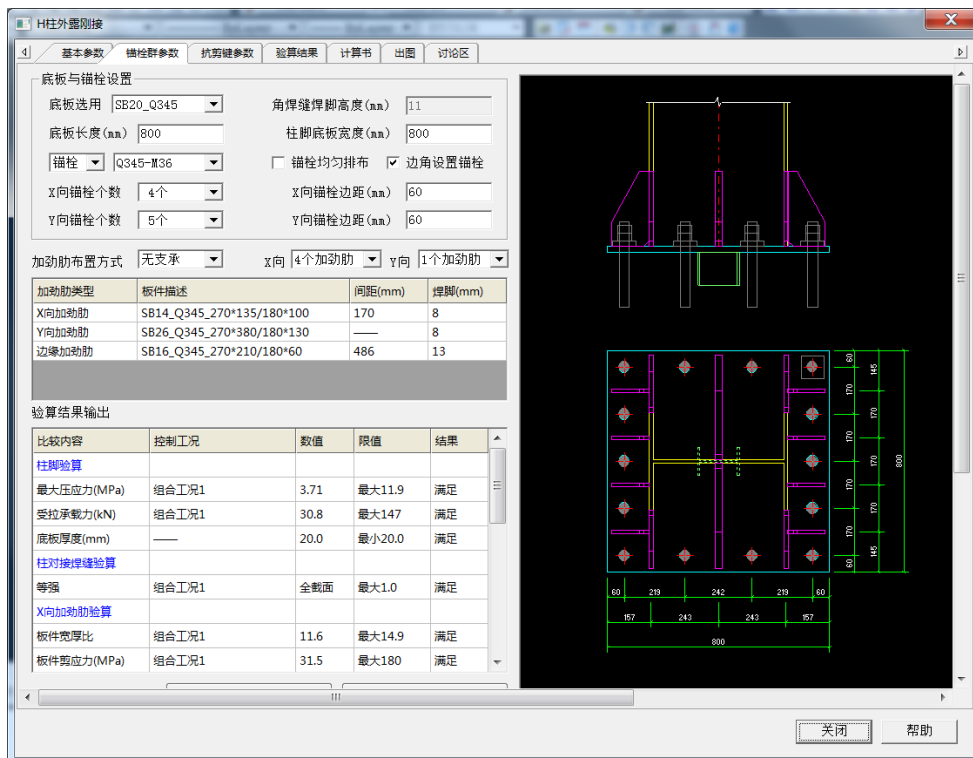 H柱外露刚接
基本参数 锚栓群参数 抗剪键参数 验算结果 计算书 出图 讨论区
底板与锚栓设置
底板选用 SB20_Q345 角焊缝焊脚高度(mm) 11
底板长度(mm) 800 柱脚底板宽度(mm) 800
锚栓 Q345-M36 锚栓均匀排布 边角设置锚栓
X向锚栓个数 4个 X向锚栓边距(mm) 60
Y向锚栓个数 5个 Y向锚栓边距(mm) 60
加劲肋布置方式 无支承 X向 4个加劲肋 Y向 1个加劲肋
加劲肋类型 板件描述 间距(mm) 焊脚(mm)
X向加劲肋 SB14_Q345_270*135/180*100 170 8
Y向加劲肋 SB26_Q345_270*380/180*130 —— 8
边缘加劲肋 SB16_Q345_270*210/180*60 486 13
验算结果输出
比较内容 控制工况 数值 限值 结果
柱脚验算
最大压应力(MPa) 组合工况1 3.71 最大11.9 满足
受拉承载力(kN) 组合工况1 30.8 最大147 满足
底板厚度(mm) —— 20.0 最小20.0 满足
柱对接焊缝验算
等强 组合工况1 全截面 最大1.0 满足
X向加劲肋验算
板件宽厚比 组合工况1 11.6 最大14.9 满足
板件剪应力(MPa) 组合工况1 31.5 最大180 满足
60 145
170 170
170 170
800
170 170
170 170
60 145
60 219 242 219 60
157 243 243 157
800
关闭 帮助